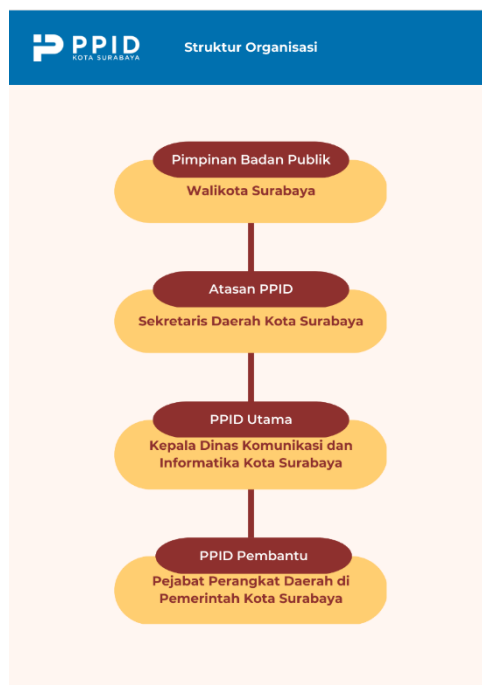 PPID
KOTA SURABAYA
Struktur Organisasi
Pimpinan Badan Publik
Walikota Surabaya
Atasan PPID
Sekretaris Daerah Kota Surabaya
PPID Utama
Kepala Dinas Komunikasi dan
Informatika Kota Surabaya
PPID Pembantu
Pejabat Perangkat Daerah di
Pemerintah Kota Surabaya